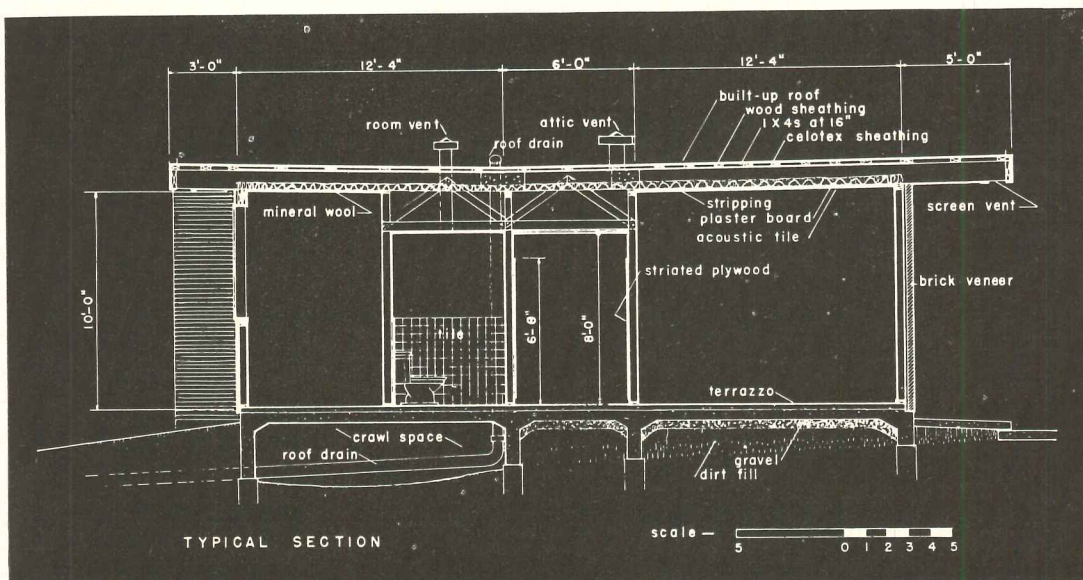 3'-0" 12'-4" 6'-0" 12'-4" 5'-0"
built-up roof
wood sheathing
1 X 4s at 16"
celotex sheathing
room vent
attic vent
roof drain
mineral wool
stripping
plaster board
acoustic tile
screen vent
striated plywood
brick veneer
10'-0"
tile
6'-8"
8'-0"
terrazzo
crawl space
roof drain
gravel
dirt fill
TYPICAL SECTION
scale —
5 0 1 2 3 4 5